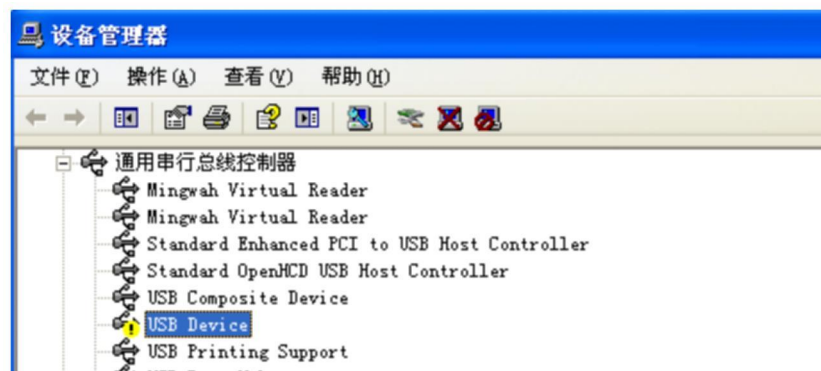 设备管理器
文件(F) 操作(A) 查看(V) 帮助(H)
通用串行总线控制器
Mingwah Virtual Reader
Mingwah Virtual Reader
Standard Enhanced PCI to USB Host Controller
Standard OpenHCD USB Host Controller
USB Composite Device
USB Device
USB Printing Support